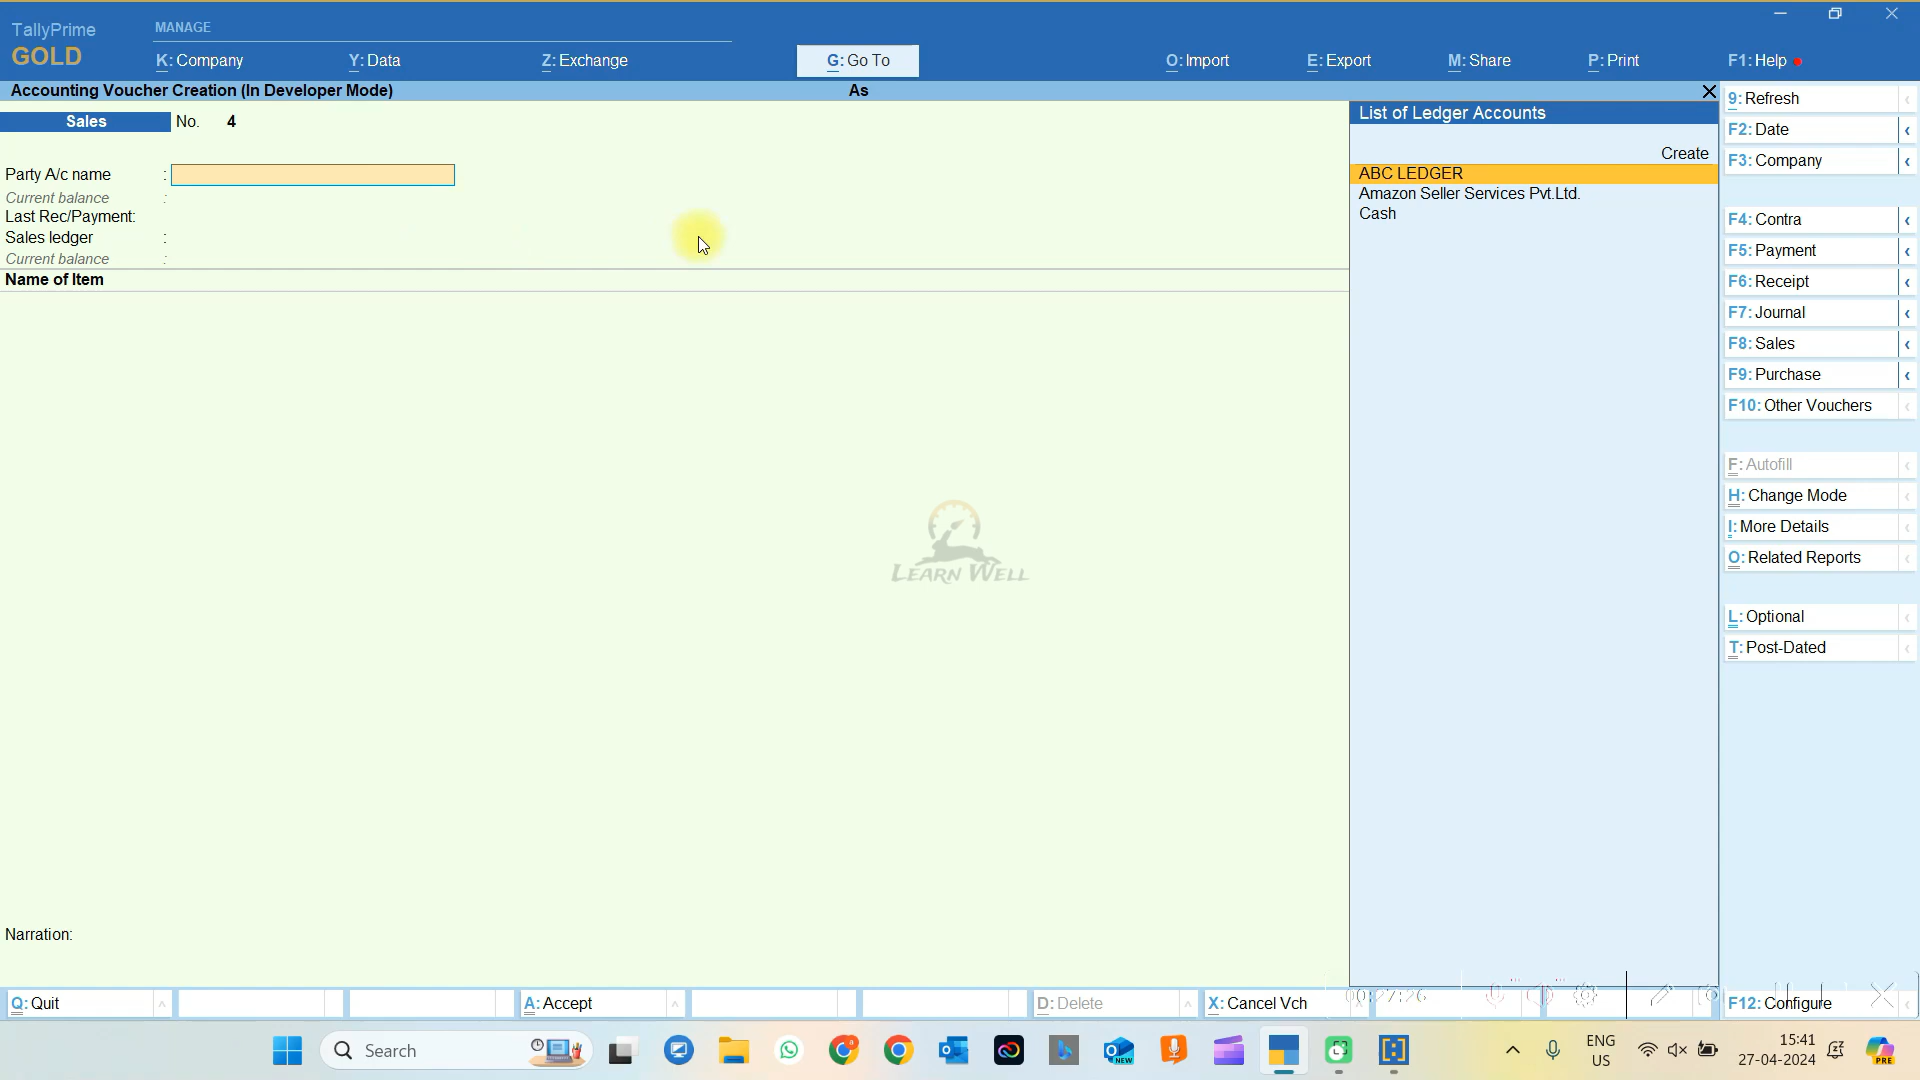 TallyPrime
GOLD
MANAGE
K: Company
Y: Data
Z: Exchange
G: Go To
O: Import
E: Export
M: Share
P: Print
F1: Help
Accounting Voucher Creation (In Developer Mode)
As
Sales No. 4
Party A/c name :
Current balance :
Last Rec/Payment:
Sales ledger :
Current balance :
Name of Item
LEARN WELL
Narration:
List of Ledger Accounts
Create
ABC LEDGER
Amazon Seller Services Pvt.Ltd.
Cash
9: Refresh
F2: Date
F3: Company
F4: Contra
F5: Payment
F6: Receipt
F7: Journal
F8: Sales
F9: Purchase
F10: Other Vouchers
F: Autofill
H: Change Mode
I: More Details
O: Related Reports
L: Optional
T: Post-Dated
Q: Quit
A: Accept
D: Delete
X: Cancel Vch
00:27:26
F12: Configure
Search
NEW
ENG
US
15:41
27-04-2024
PRE